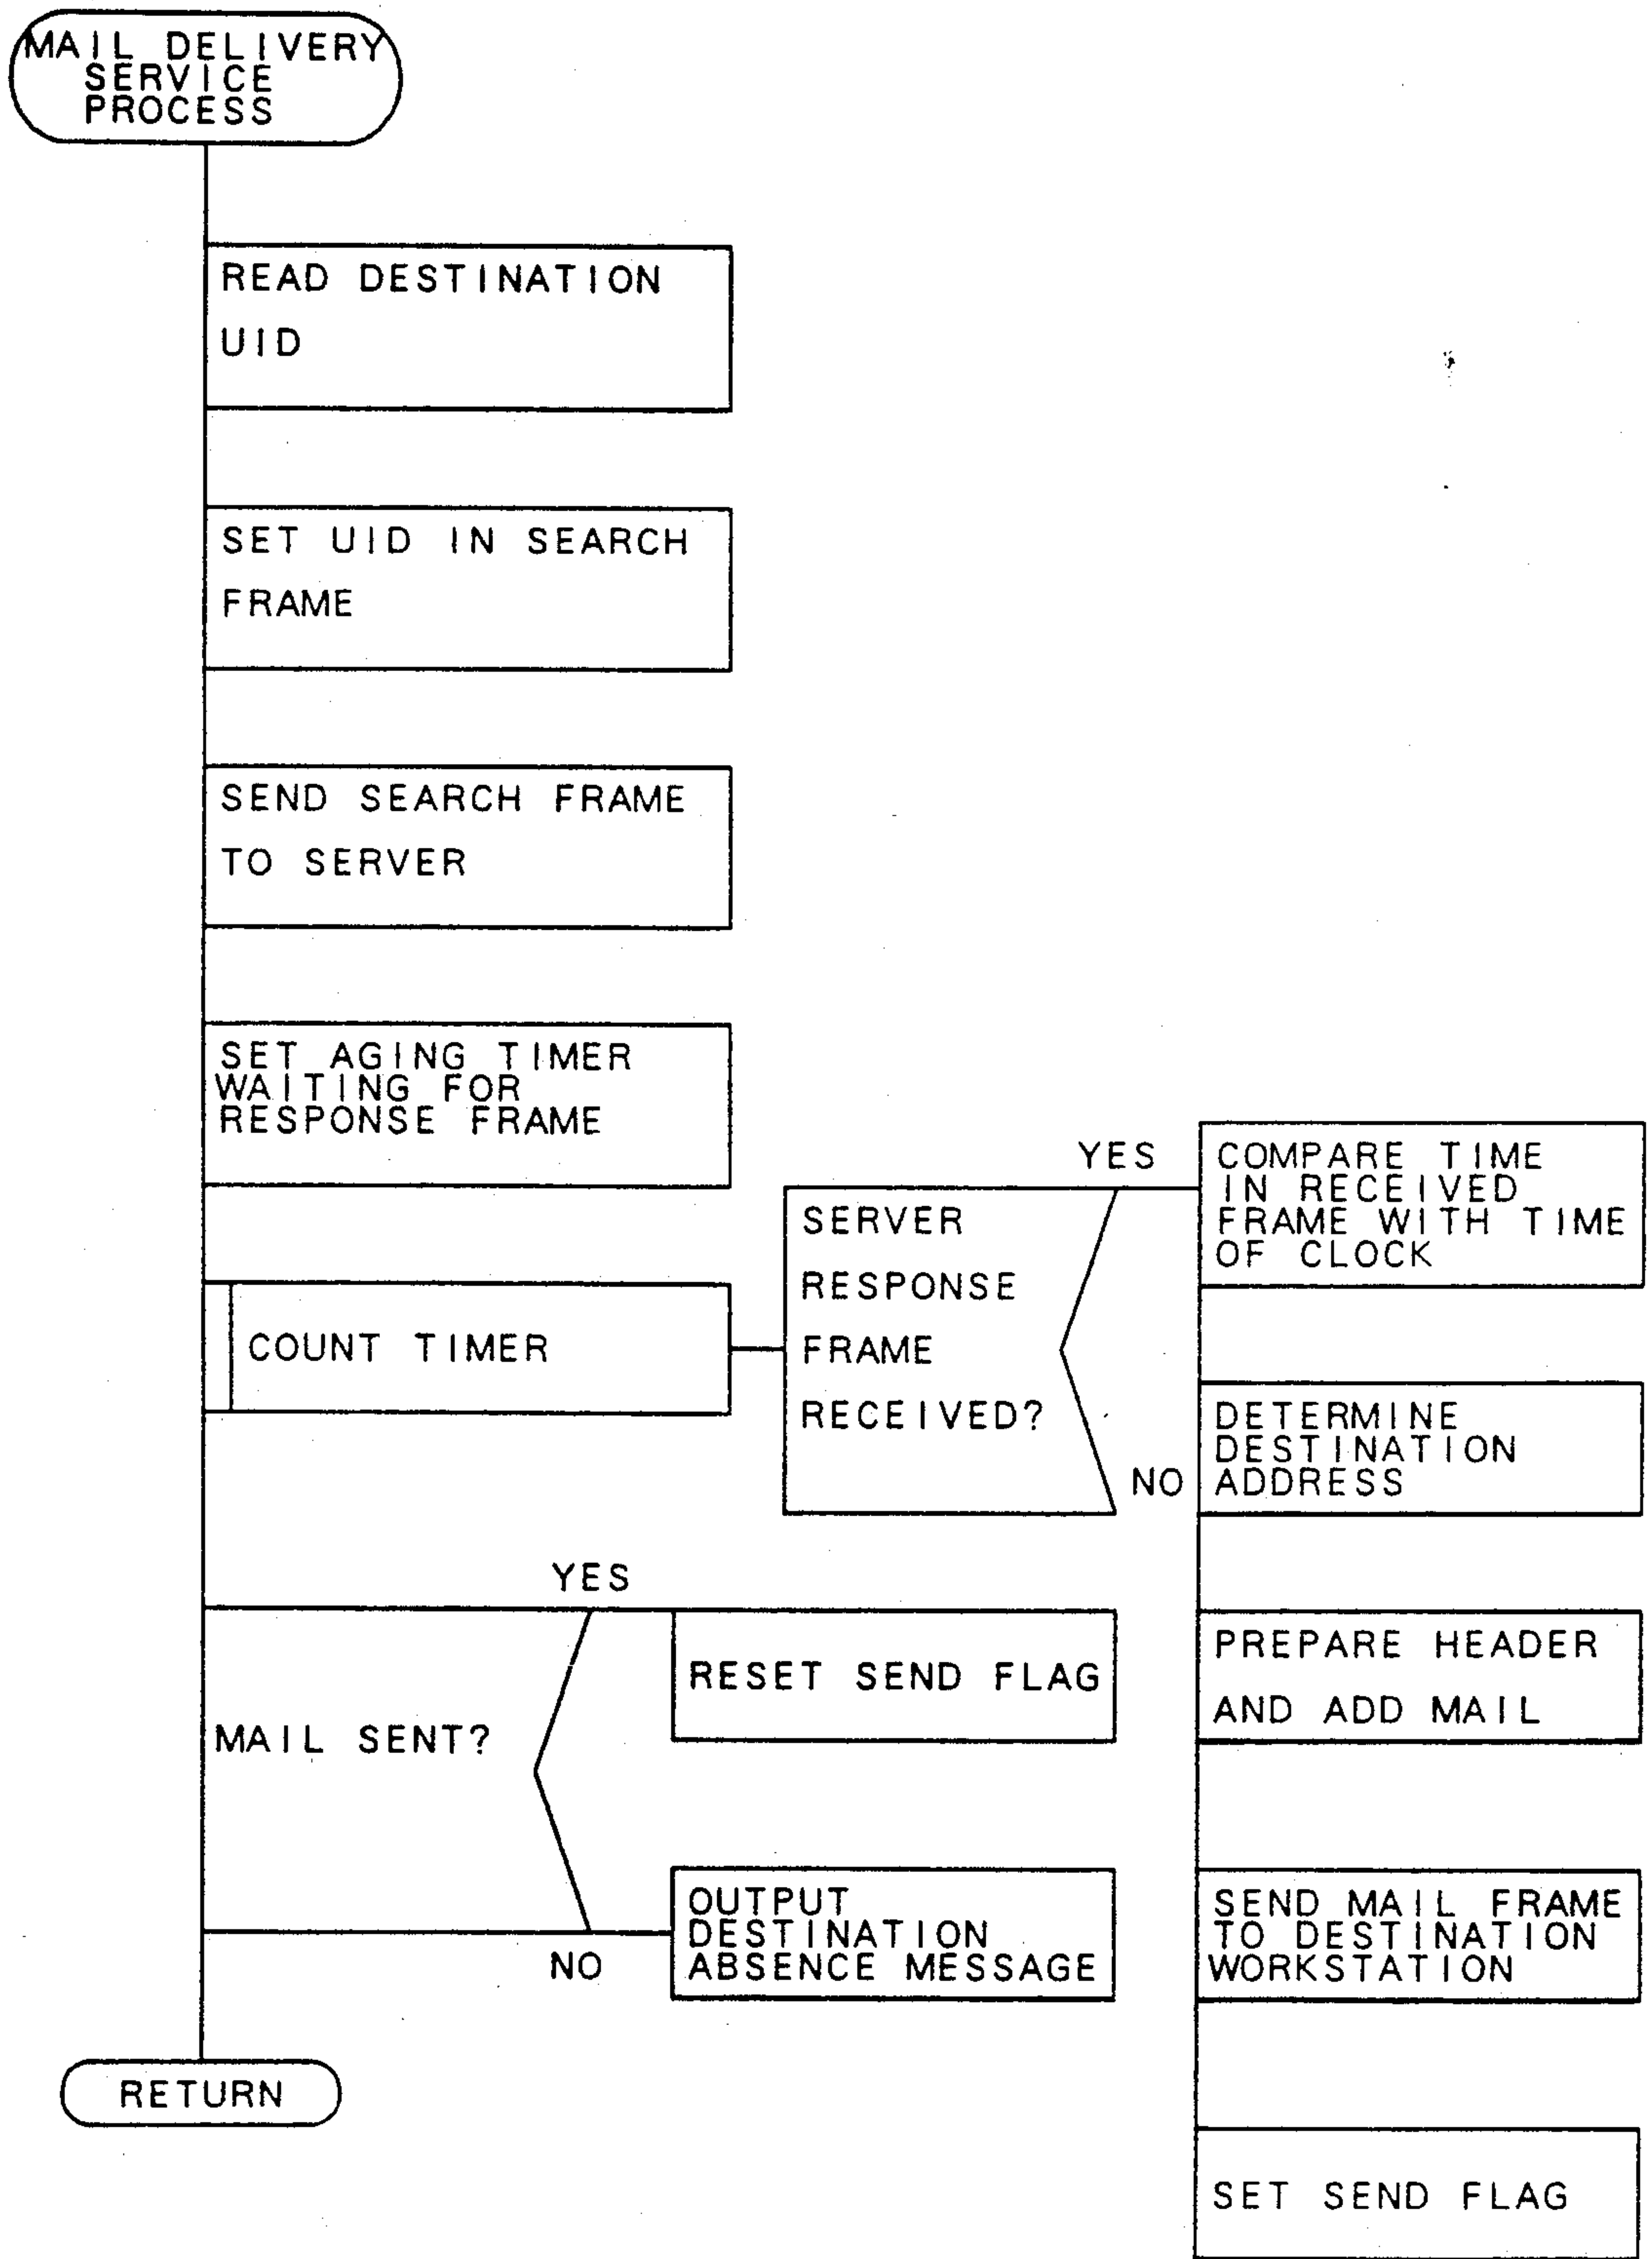 MAIL DELIVERY
SERVICE
PROCESS
READ DESTINATION
UID
SET UID IN SEARCH
FRAME
SEND SEARCH FRAME
TO SERVER
SET AGING TIMER
WAITING FOR
RESPONSE FRAME
COUNT TIMER
SERVER
RESPONSE
FRAME
RECEIVED?
YES
NO
COMPARE TIME
IN RECEIVED
FRAME WITH TIME
OF CLOCK
DETERMINE
DESTINATION
ADDRESS
PREPARE HEADER
AND ADD MAIL
SEND MAIL FRAME
TO DESTINATION
WORKSTATION
SET SEND FLAG
MAIL SENT?
YES
RESET SEND FLAG
NO
OUTPUT
DESTINATION
ABSENCE MESSAGE
RETURN